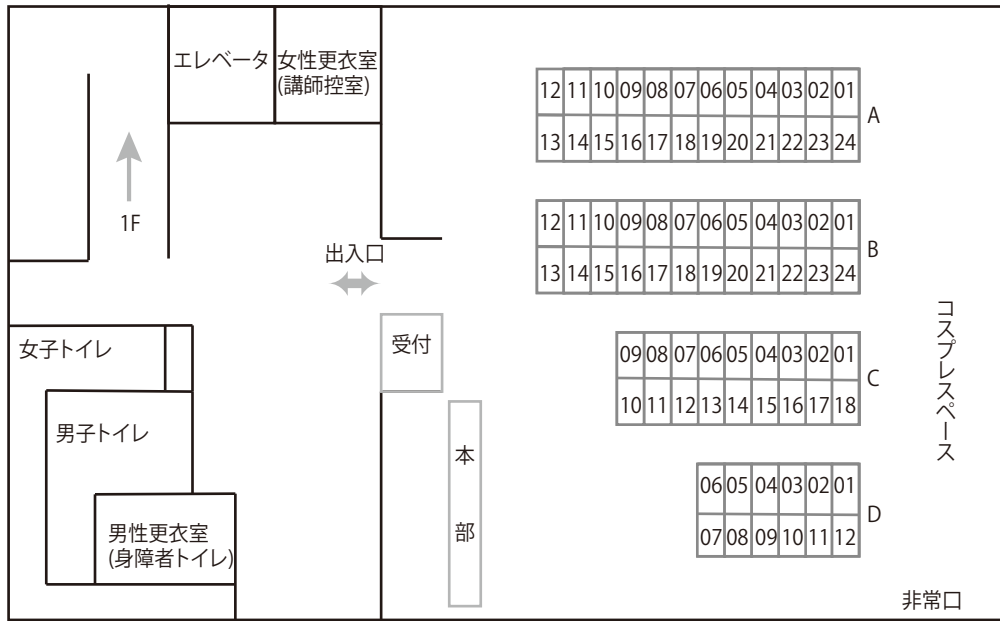 エレベータ
女性更衣室
(講師控室)
1F
出入口
受付
女子トイレ
男子トイレ
男性更衣室
(身障者トイレ)
本部
12 11 10 09 08 07 06 05 04 03 02 01
13 14 15 16 17 18 19 20 21 22 23 24
A
12 11 10 09 08 07 06 05 04 03 02 01
13 14 15 16 17 18 19 20 21 22 23 24
B
09 08 07 06 05 04 03 02 01
10 11 12 13 14 15 16 17 18
C
06 05 04 03 02 01
07 08 09 10 11 12
D
コスプレスペース
非常口